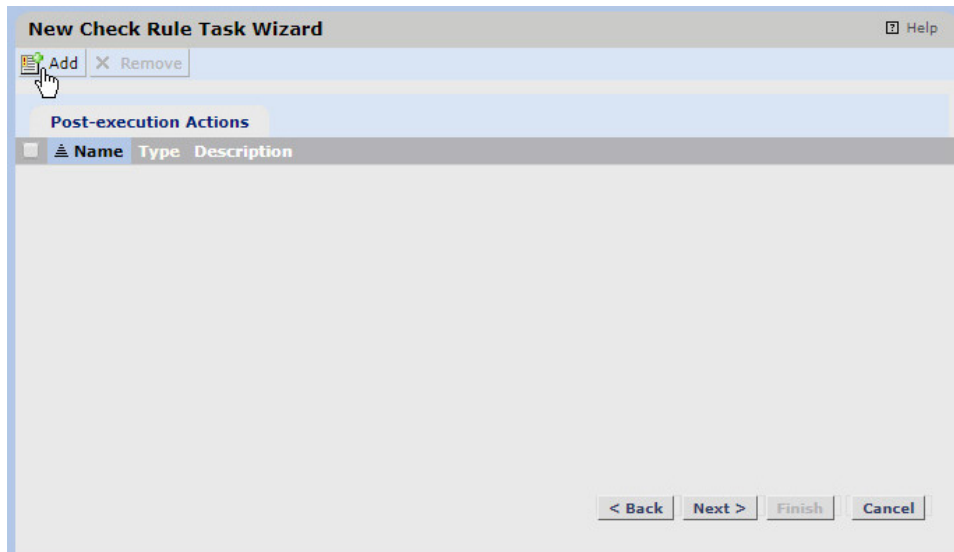 New Check Rule Task Wizard
? Help
Add X Remove
Post-execution Actions
Name Type Description
< Back Next > Finish Cancel